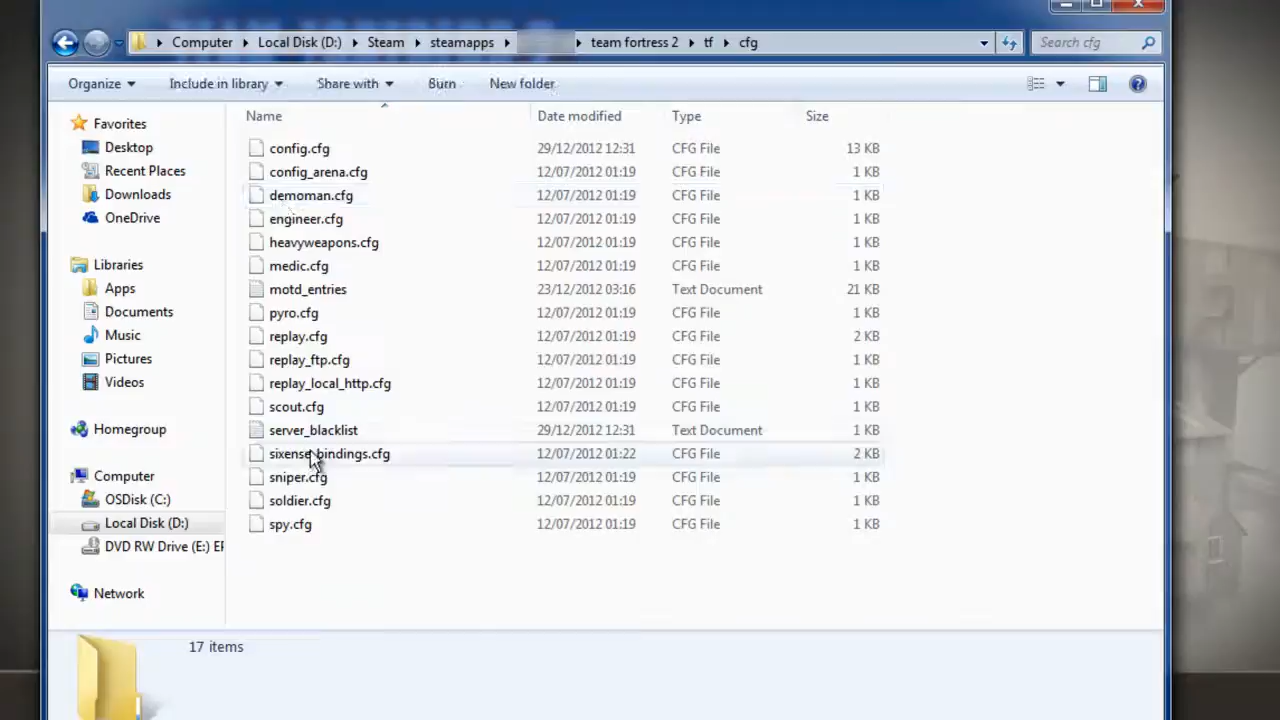 Computer Local Disk (D:) Steam steamapps team fortress 2 tf cfg Search cfg
Organize Include in library Share with Burn New folder
Name Date modified Type Size
Favorites
Desktop
Recent Places
Downloads
OneDrive
Libraries
Apps
Documents
Music
Pictures
Videos
Homegroup
Computer
OSDisk (C:)
Local Disk (D:)
DVD RW Drive (E:) EF
Network
config.cfg 29/12/2012 12:31 CFG File 13 KB
config_arena.cfg 12/07/2012 01:19 CFG File 1 KB
demoman.cfg 12/07/2012 01:19 CFG File 1 KB
engineer.cfg 12/07/2012 01:19 CFG File 1 KB
heavyweapons.cfg 12/07/2012 01:19 CFG File 1 KB
medic.cfg 12/07/2012 01:19 CFG File 1 KB
motd_entries 23/12/2012 03:16 Text Document 21 KB
pyro.cfg 12/07/2012 01:19 CFG File 1 KB
replay.cfg 12/07/2012 01:19 CFG File 2 KB
replay_ftp.cfg 12/07/2012 01:19 CFG File 1 KB
replay_local_http.cfg 12/07/2012 01:19 CFG File 1 KB
scout.cfg 12/07/2012 01:19 CFG File 1 KB
server_blacklist 29/12/2012 12:31 Text Document 1 KB
sixense_bindings.cfg 12/07/2012 01:22 CFG File 2 KB
sniper.cfg 12/07/2012 01:19 CFG File 1 KB
soldier.cfg 12/07/2012 01:19 CFG File 1 KB
spy.cfg 12/07/2012 01:19 CFG File 1 KB
17 items